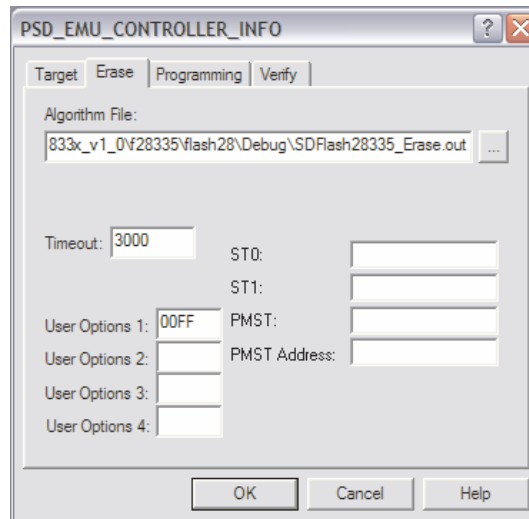 PSD_EMU_CONTROLLER_INFO
Target Erase Programming Verify
Algorithm File:
833x_v1_0\f28335\flash28\Debug\SDFlash28335_Erase.out ...
Timeout: 3000
ST0:
ST1:
User Options 1: 00FF PMST:
User Options 2: PMST Address:
User Options 3:
User Options 4:
OK Cancel Help